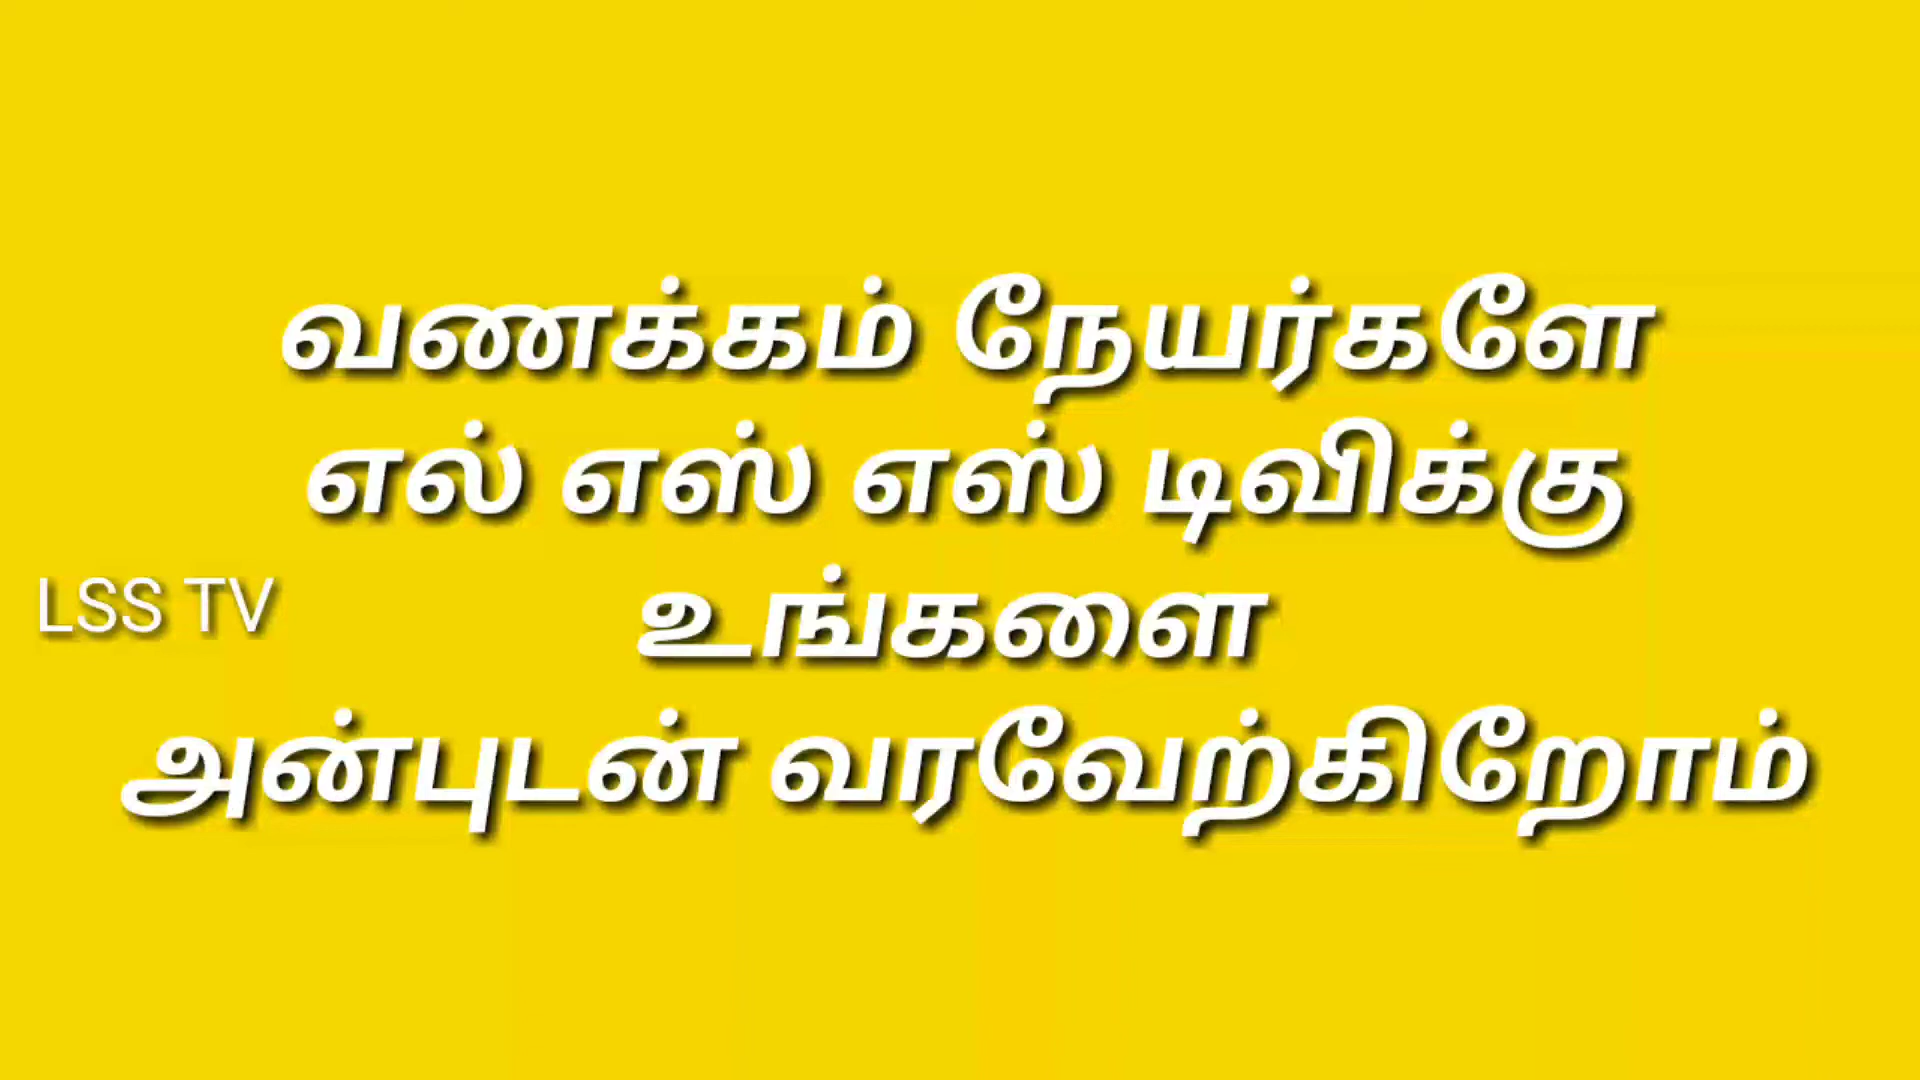 வணக்கம் நேயர்களே
எல் எஸ் எஸ் டிவிக்கு
LSS TV
உங்களை
அன்புடன் வரவேற்கிறோம்